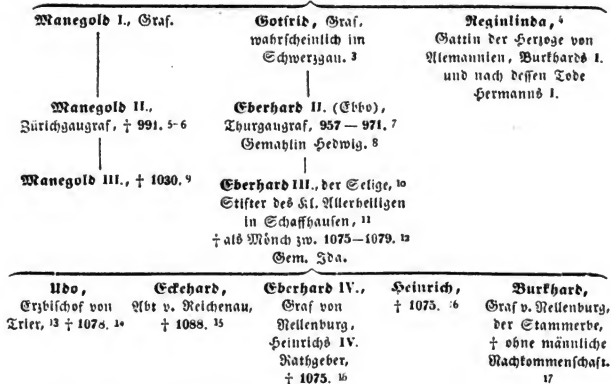 Manegold I., Graf.
Gotfrid, Graf.
wahrscheinlich im
Scherzgau. 3
Reginlinda, 4
Gattin der Herzoge von
Alemannien, Burkhards I.
und nach dessen Tode
Hermanns I.
Manegold II.,
Zürichgaugraf, † 991. 5-6
Eberhard II. (Ebbo),
Thurgaugraf, 957 — 971. 7
Gemahlin Hedwig. 8
Manegold III., † 1030. 9
Eberhard III., der Selige, 10
Stifter des Kl. Allerheiligen
in Schaffhausen, 11
† als Mönch zw. 1075—1079. 12
Gem. Ida.
Udo,
Erzbischof von
Trier, 13 † 1078. 14
Eckehard,
Abt v. Reichenau,
† 1088. 15
Eberhard IV.,
Graf von
Nellenburg,
Heinrichs IV.
Rathgeber,
† 1075. 16
Heinrich,
† 1075. 16
Burkhard,
Graf v. Nellenburg,
der Stammerbe,
† ohne männliche
Nachkommenschaft.
17